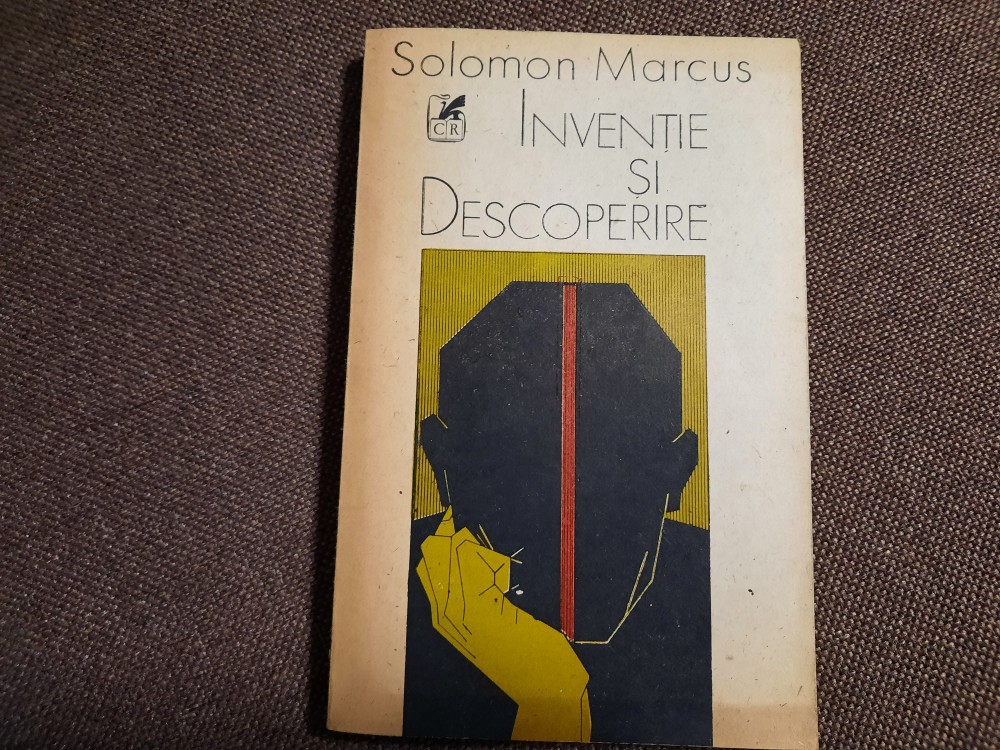 Solomon Marcus
CR
INVENȚIE
ȘI
DESCOPERIRE